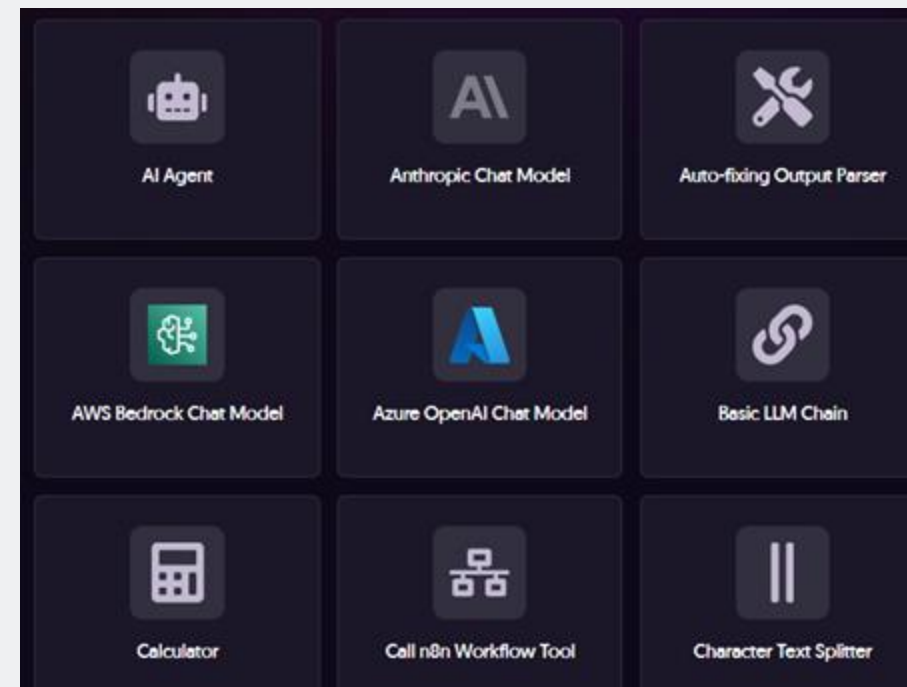 AI Agent
Anthropic Chat Model
Auto-fixing Output Parser
AWS Bedrock Chat Model
Azure OpenAI Chat Model
Basic LLM Chain
Calculator
Call n8n Workflow Tool
Character Text Splitter